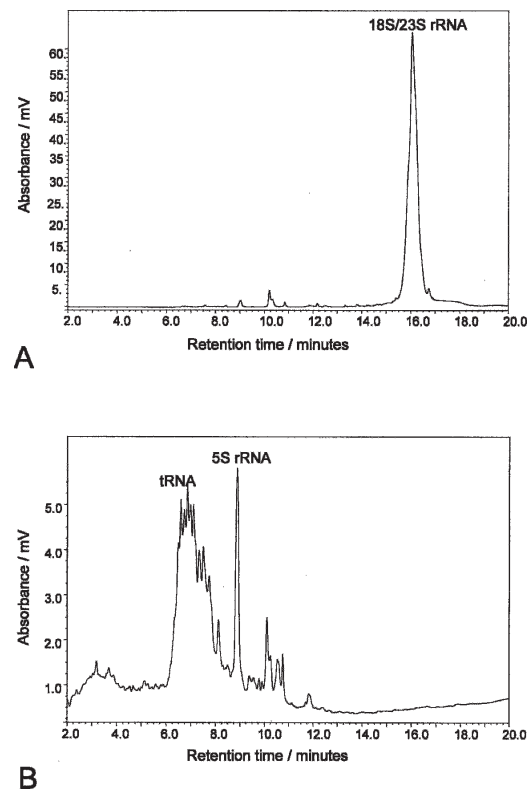 18S/23S rRNA
Absorbance / mV
60.
55.
50.
45.
40.
35.
30.
25.
20.
15.
10.
5.
2.0 4.0 6.0 8.0 10.0 12.0 14.0 16.0 18.0 20.0
Retention time / minutes
A
5S rRNA
tRNA
Absorbance / mV
5.0
4.0
3.0
2.0
1.0
2.0 4.0 6.0 8.0 10.0 12.0 14.0 16.0 18.0 20.0
Retention time / minutes
B